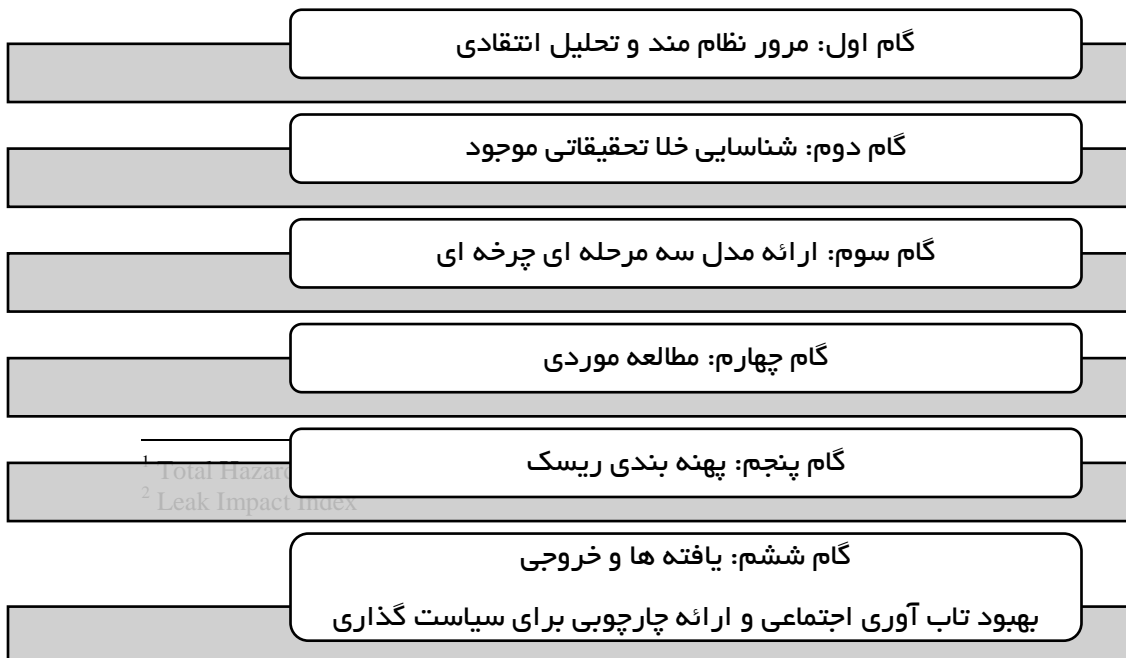 گام اول: مرور نظام مند و تحلیل انتقادی
گام دوم: شناسایی خلا تحقیقاتی موجود
گام سوم: ارائه مدل سه مرحله ای چرخه ای
گام چهارم: مطالعه موردی
گام پنجم: پهنه بندی ریسک
1 Total Hazard
2 Leak Impact Index
گام ششم: یافته ها و خروجی
بهبود تاب آوری اجتماعی و ارائه چارچوبی برای سیاست گذاری